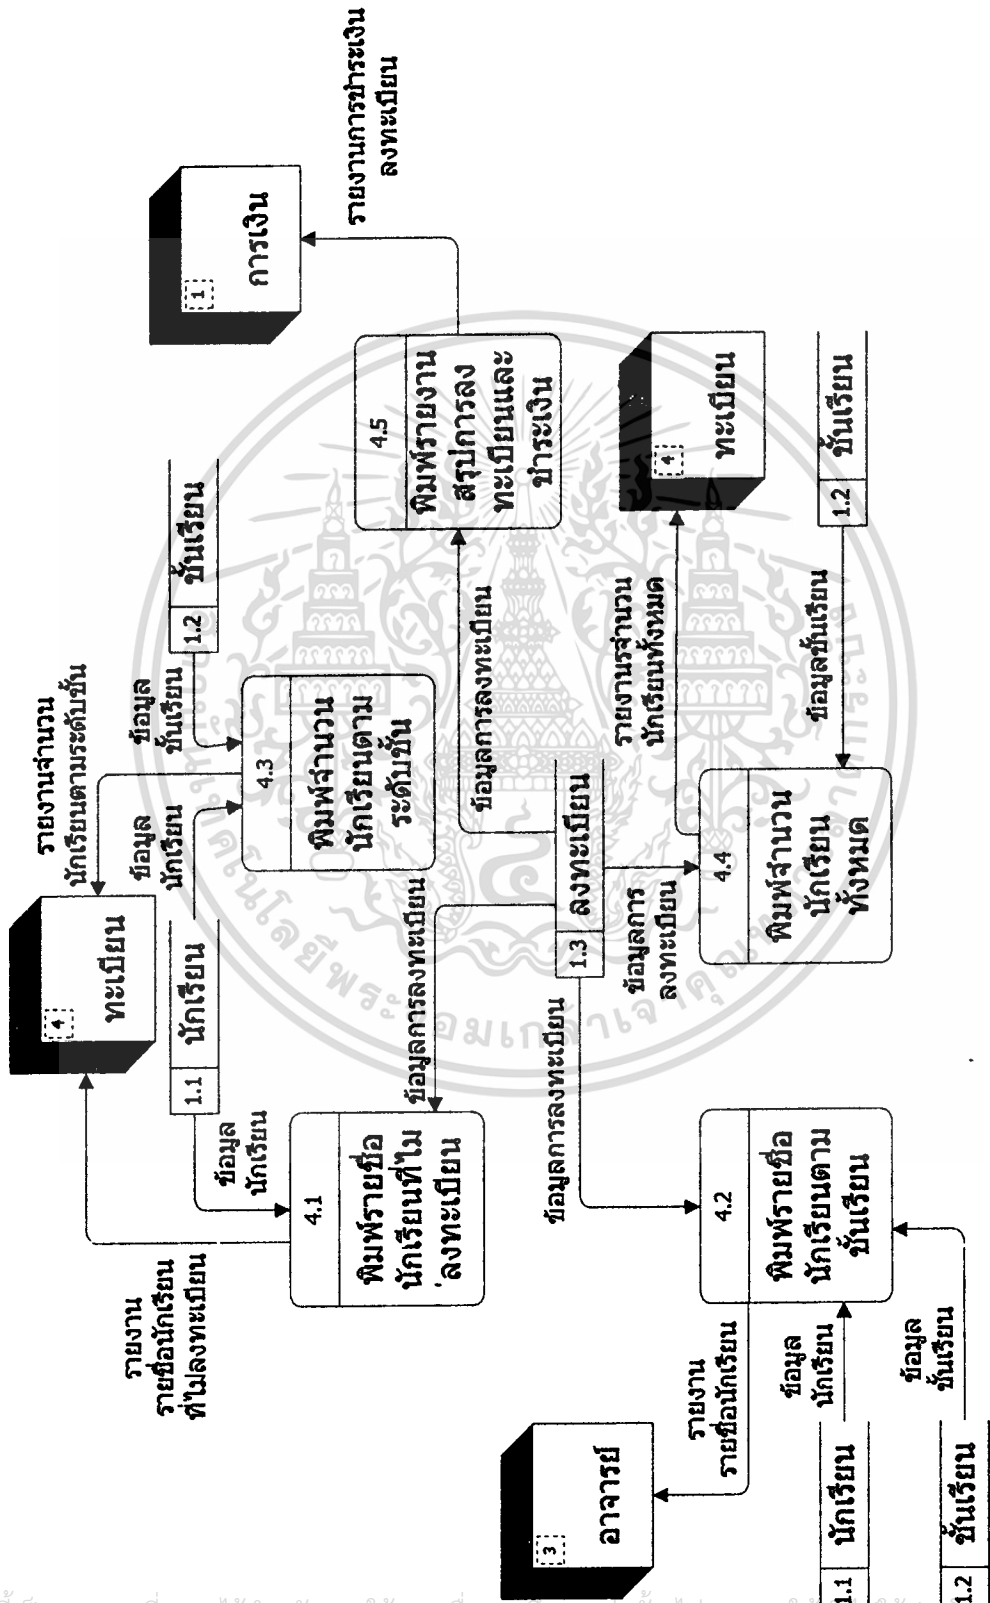 4
ทะเบียน
รายงานจำนวน
นักเรียนตามระดับชั้น
รายงาน
รายชื่อนักเรียน
ที่ไม่ลงทะเบียน
1.1 นักเรียน
ข้อมูล
นักเรียน
ข้อมูล
นักเรียน
ข้อมูล
ชั้นเรียน
1.2 ชั้นเรียน
1
การเงิน
รายงานการชำระเงิน
ลงทะเบียน
4.1
พิมพ์รายชื่อ
นักเรียนที่ไม่
ลงทะเบียน
4.3
พิมพ์จำนวน
นักเรียนตาม
ระดับชั้น
4.5
พิมพ์รายงาน
สรุปการลง
ทะเบียนและ
ชำระเงิน
ข้อมูลการลงทะเบียน
ข้อมูลการลงทะเบียน
1.3 ลงทะเบียน
ข้อมูลการลงทะเบียน
ข้อมูลการ
ลงทะเบียน
รายงานรจำนวน
นักเรียนทั้งหมด
4
ทะเบียน
3
อาจารย์
รายงาน
รายชื่อนักเรียน
4.2
พิมพ์รายชื่อ
นักเรียนตาม
ชั้นเรียน
4.4
พิมพ์จำนวน
นักเรียน
ทั้งหมด
ข้อมูลชั้นเรียน
1.2 ชั้นเรียน
ข้อมูล
นักเรียน
1.1 นักเรียน
ข้อมูล
ชั้นเรียน
1.2 ชั้นเรียน